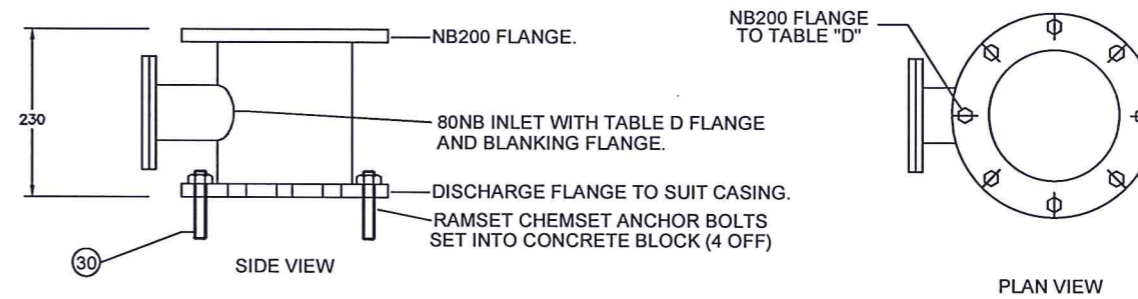 NB200 FLANGE.
230
80NB INLET WITH TABLE D FLANGE
AND BLANKING FLANGE.
DISCHARGE FLANGE TO SUIT CASING.
RAMSET CHEMSET ANCHOR BOLTS
SET INTO CONCRETE BLOCK (4 OFF)
30
SIDE VIEW
NB200 FLANGE
TO TABLE "D"
PLAN VIEW